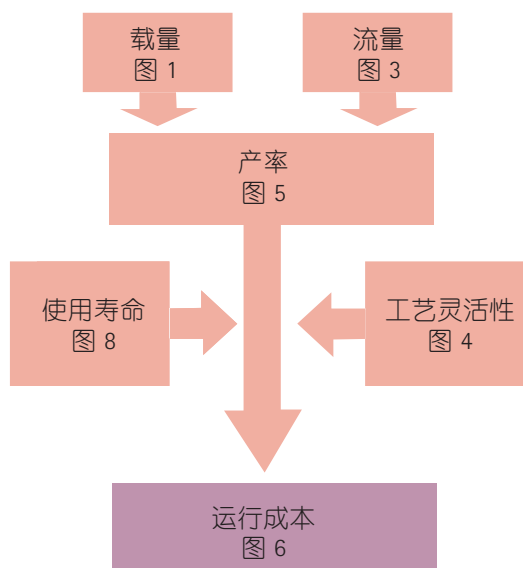 载量
图 1
流量
图 3
产率
图 5
使用寿命
图 8
工艺灵活性
图 4
运行成本
图 6